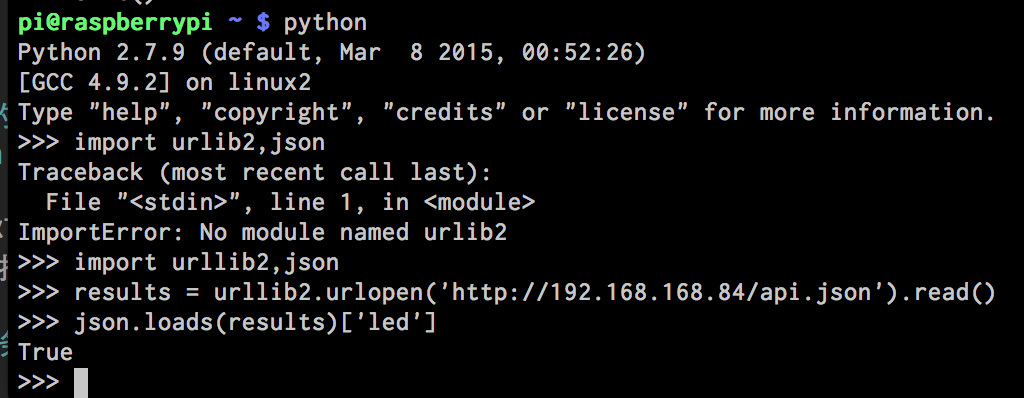 pi@raspberrypi ~ $ python
Python 2.7.9 (default, Mar  8 2015, 00:52:26)
[GCC 4.9.2] on linux2
Type "help", "copyright", "credits" or "license" for more information.
>>> import urlib2,json
Traceback (most recent call last):
  File "<stdin>", line 1, in <module>
ImportError: No module named urlib2
>>> import urllib2,json
>>> results = urllib2.urlopen('http://192.168.168.84/api.json').read()
>>> json.loads(results)['led']
True
>>>